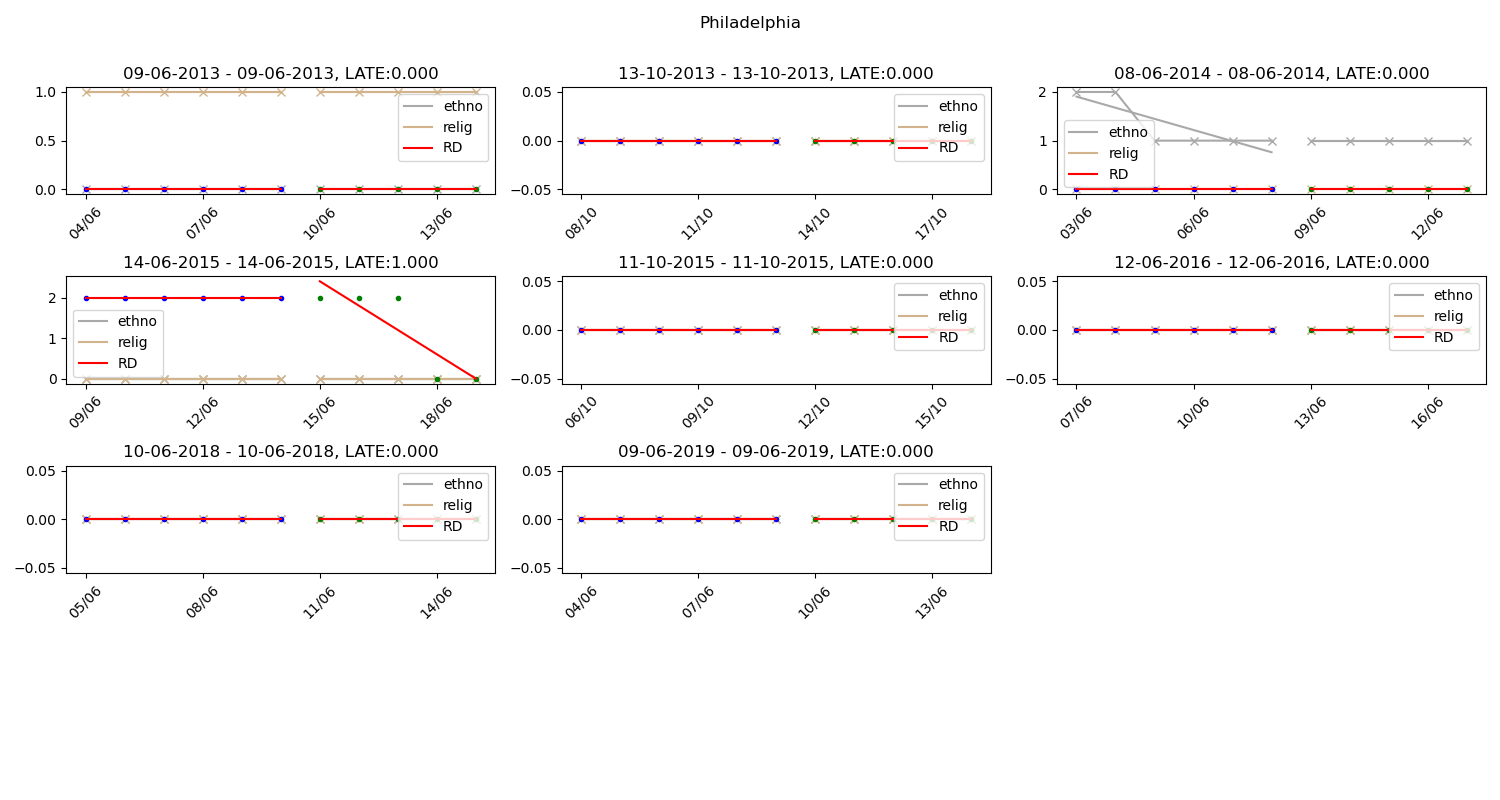 Philadelphia
09-06-2013 - 09-06-2013, LATE:0.000
1.0
0.5
0.0
ethno
relig
RD
04/06
07/06
10/06
13/06
13-10-2013 - 13-10-2013, LATE:0.000
0.05
0.00
−0.05
ethno
relig
RD
08/10
11/10
14/10
17/10
08-06-2014 - 08-06-2014, LATE:0.000
2
1
0
ethno
relig
RD
03/06
06/06
09/06
12/06
14-06-2015 - 14-06-2015, LATE:1.000
2
1
0
ethno
relig
RD
09/06
12/06
15/06
18/06
11-10-2015 - 11-10-2015, LATE:0.000
0.05
0.00
−0.05
ethno
relig
RD
06/10
09/10
12/10
15/10
12-06-2016 - 12-06-2016, LATE:0.000
0.05
0.00
−0.05
ethno
relig
RD
07/06
10/06
13/06
16/06
10-06-2018 - 10-06-2018, LATE:0.000
0.05
0.00
−0.05
ethno
relig
RD
05/06
08/06
11/06
14/06
09-06-2019 - 09-06-2019, LATE:0.000
0.05
0.00
−0.05
ethno
relig
RD
04/06
07/06
10/06
13/06